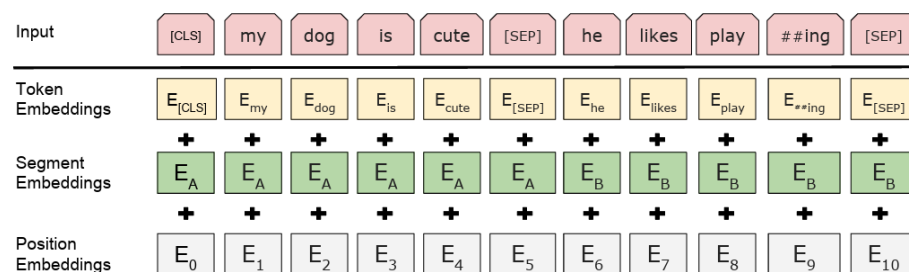 Input [CLS] my dog is cute [SEP] he likes play ##ing [SEP]
Token Embeddings E[CLS] Emy Edog Eis Ecute E[SEP] Ehe Elikes Eplay E##ing E[SEP]
+ + + + + + + + + + +
Segment Embeddings EA EA EA EA EA EA EB EB EB EB EB
+ + + + + + + + + + +
Position Embeddings E0 E1 E2 E3 E4 E5 E6 E7 E8 E9 E10